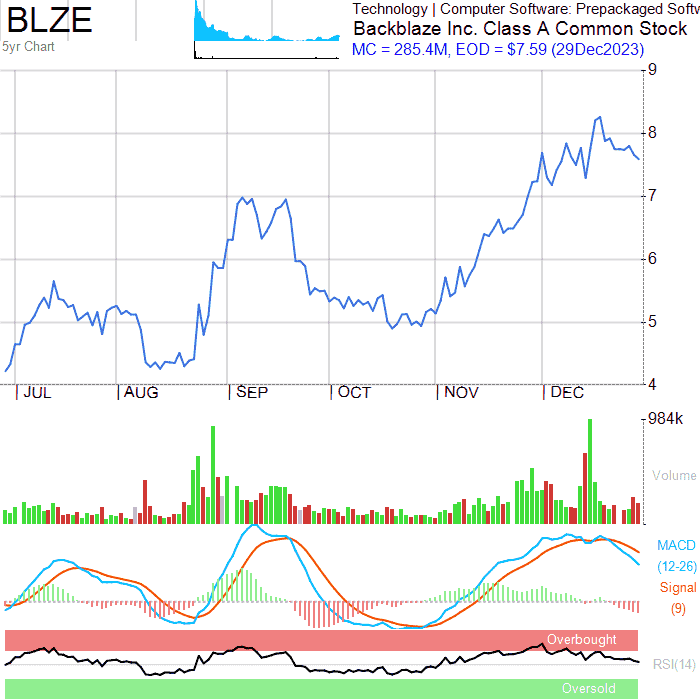 BLZE
5yr Chart
Technology | Computer Software: Prepackaged Softw
Backblaze Inc. Class A Common Stock
MC = 285.4M, EOD = $7.59 (29Dec2023)
9
8
7
6
5
4
JUL AUG SEP OCT NOV DEC
984k
Volume
MACD
(12-26)
Signal
(9)
Overbought
RSI(14)
Oversold